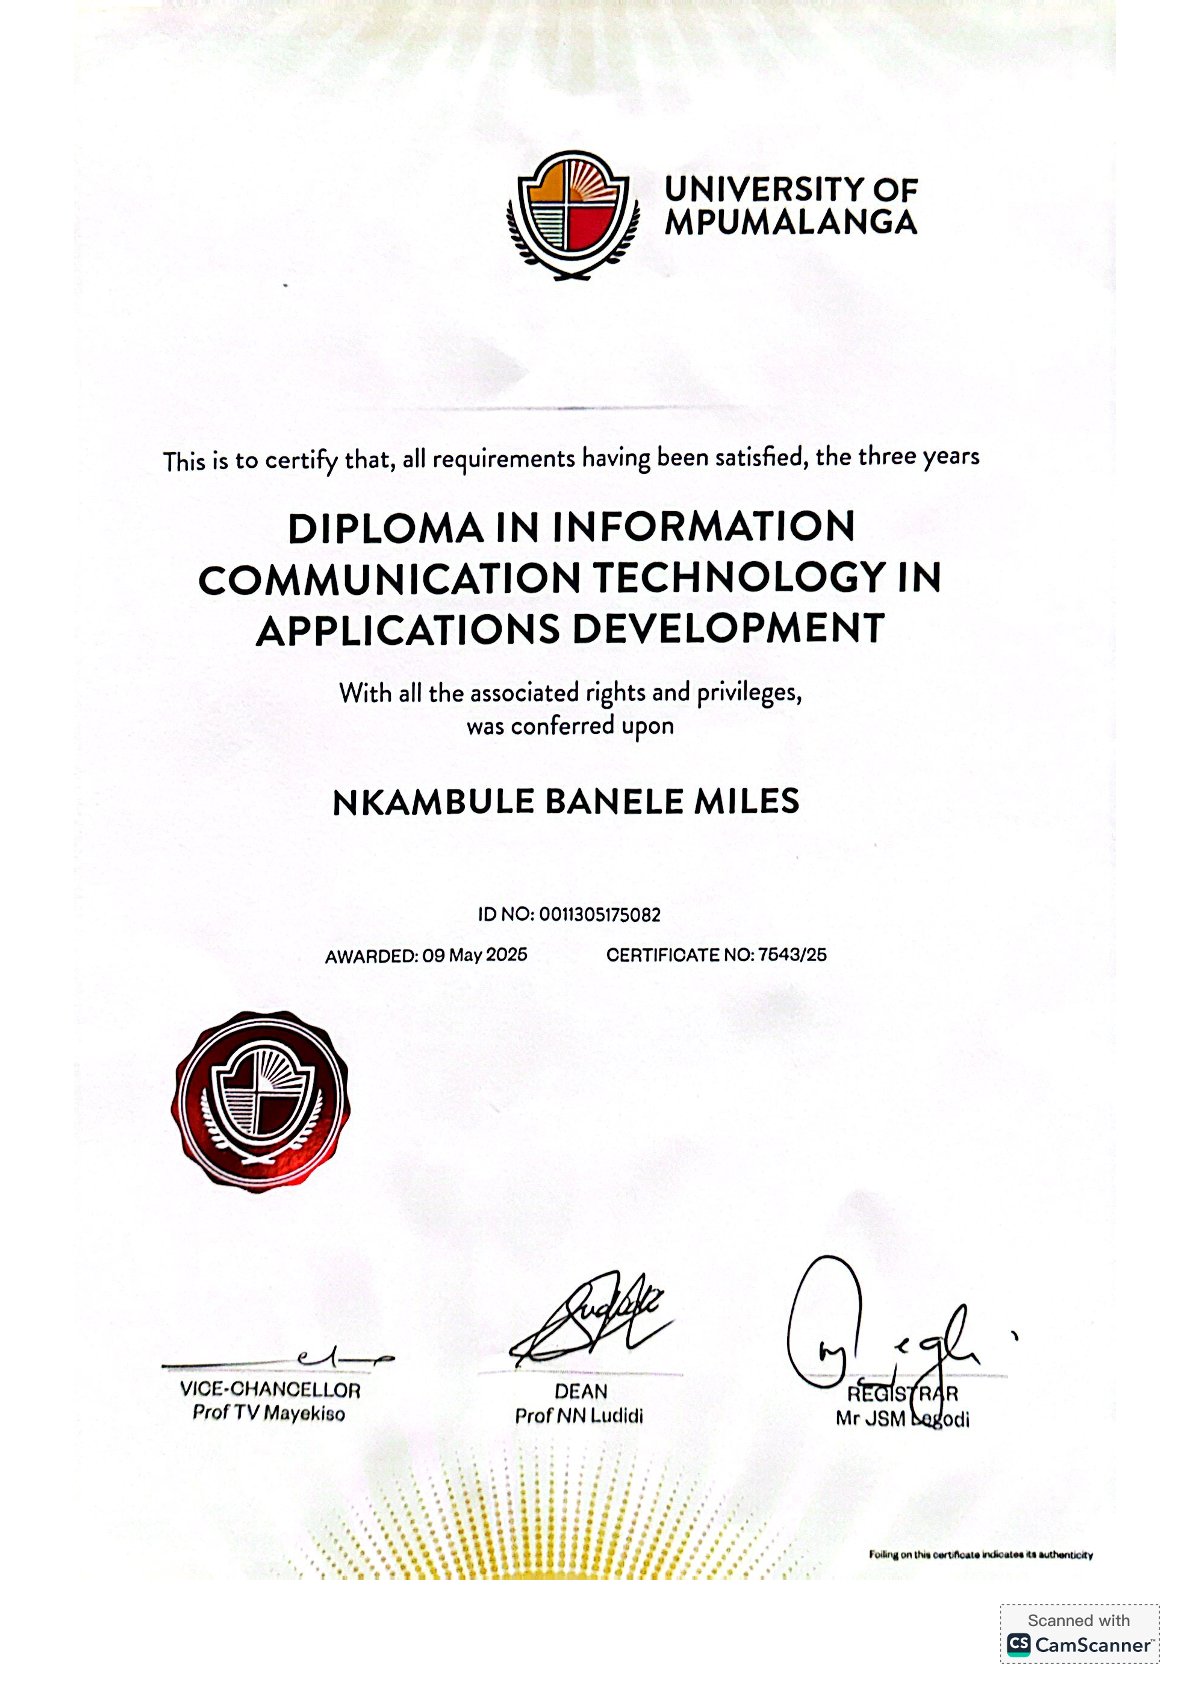 UNIVERSITY OF
MPUMALANGA
This is to certify that, all requirements having been satisfied, the three years
DIPLOMA IN INFORMATION
COMMUNICATION TECHNOLOGY IN
APPLICATIONS DEVELOPMENT
With all the associated rights and privileges,
was conferred upon
NKAMBULE BANELE MILES
ID NO: 0011305175082
AWARDED: 09 May 2025 CERTIFICATE NO: 7543/25
VICE-CHANCELLOR
Prof TV Mayekiso
DEAN
Prof NN Ludidi
REGISTRAR
Mr JSM Legodi
Foiling on this certificate indicates its authenticity
Scanned with
CS CamScanner